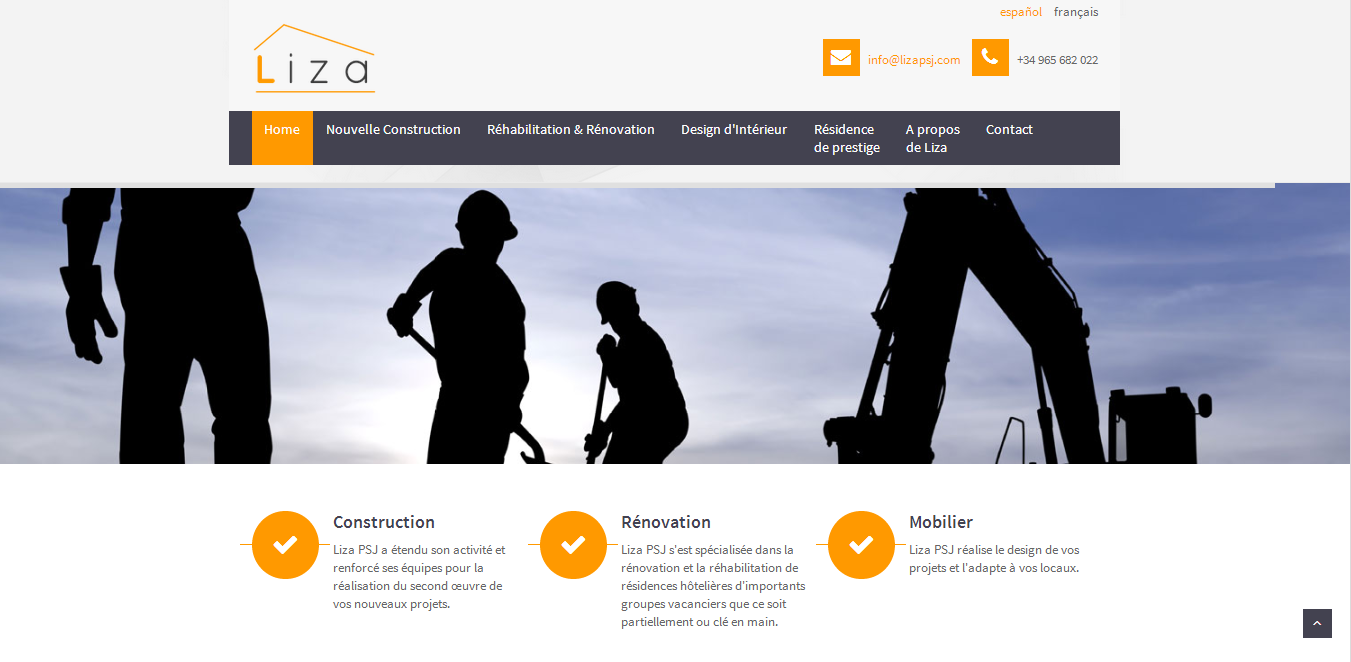 español français
Liza
info@lizapsj.com +34 965 682 022
Home Nouvelle Construction Réhabilitation & Rénovation Design d'Intérieur Résidence de prestige A propos de Liza Contact
Construction
Liza PSJ a étendu son activité et
renforcé ses équipes pour la
réalisation du second œuvre de
vos nouveaux projets.
Rénovation
Liza PSJ s'est spécialisée dans la
rénovation et la réhabilitation de
résidences hôtelières d'importants
groupes vacanciers que ce soit
partiellement ou clé en main.
Mobilier
Liza PSJ réalise le design de vos
projets et l'adapte à vos locaux.